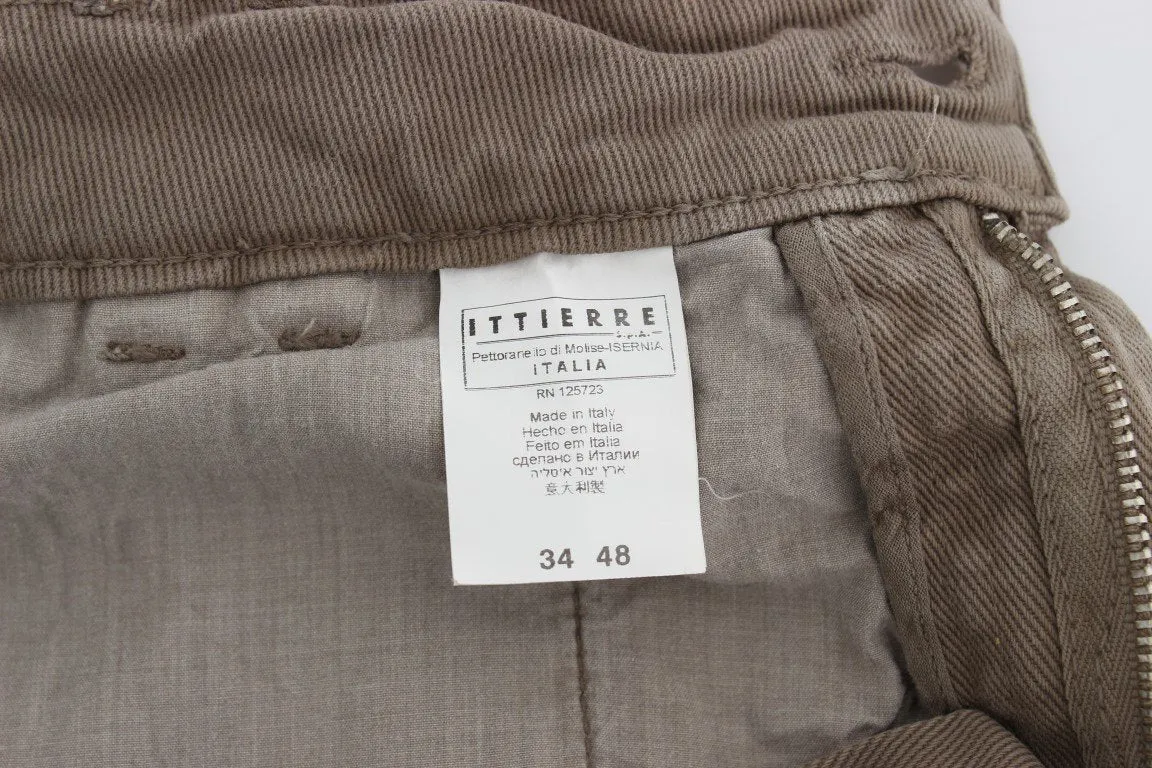 ITTIERRE
S.p.A.
Pettoranello di Molise-ISERNIA
ITALIA
RN 125723
Made in Italy
Hecho en Italia
Feito em Italia
сделано в Италии
ארץ יצור איטליה
意大利製
34 48